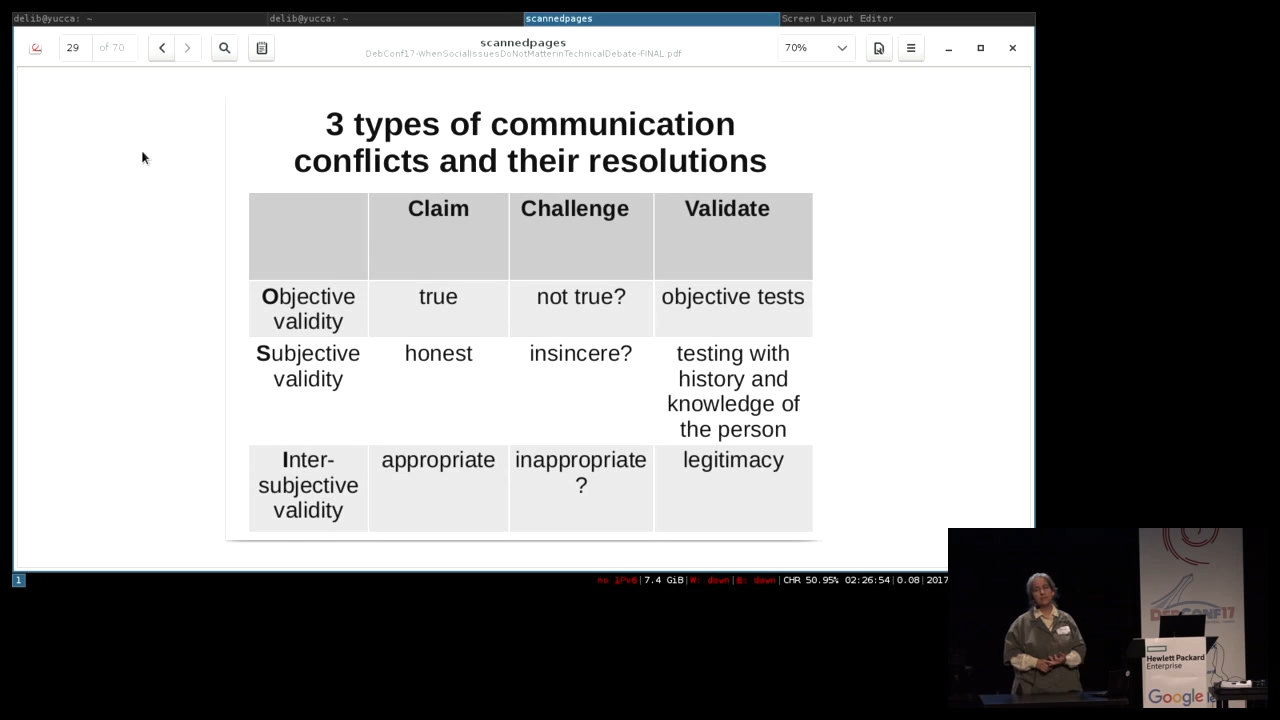 delib@yucca: ~
delib@yucca: ~
scannedpages
Screen Layout Editor
29 of 70
scannedpages
DebConf17-WhenSocialIssuesDoNotMatterinTechnicalDebate-FINAL.pdf
70%
3 types of communication
conflicts and their resolutions
Claim Challenge Validate
Objective
validity
true
not true?
objective tests
Subjective
validity
honest
insincere?
testing with
history and
knowledge of
the person
Inter-
subjective
validity
appropriate
inappropriate
?
legitimacy
1
no IPv6|7.4 GiB|W: down|E: down|CHR 50.95% 02:26:54|0.08|2017
DEBCONF17
Hewlett Packard
Enterprise
Google